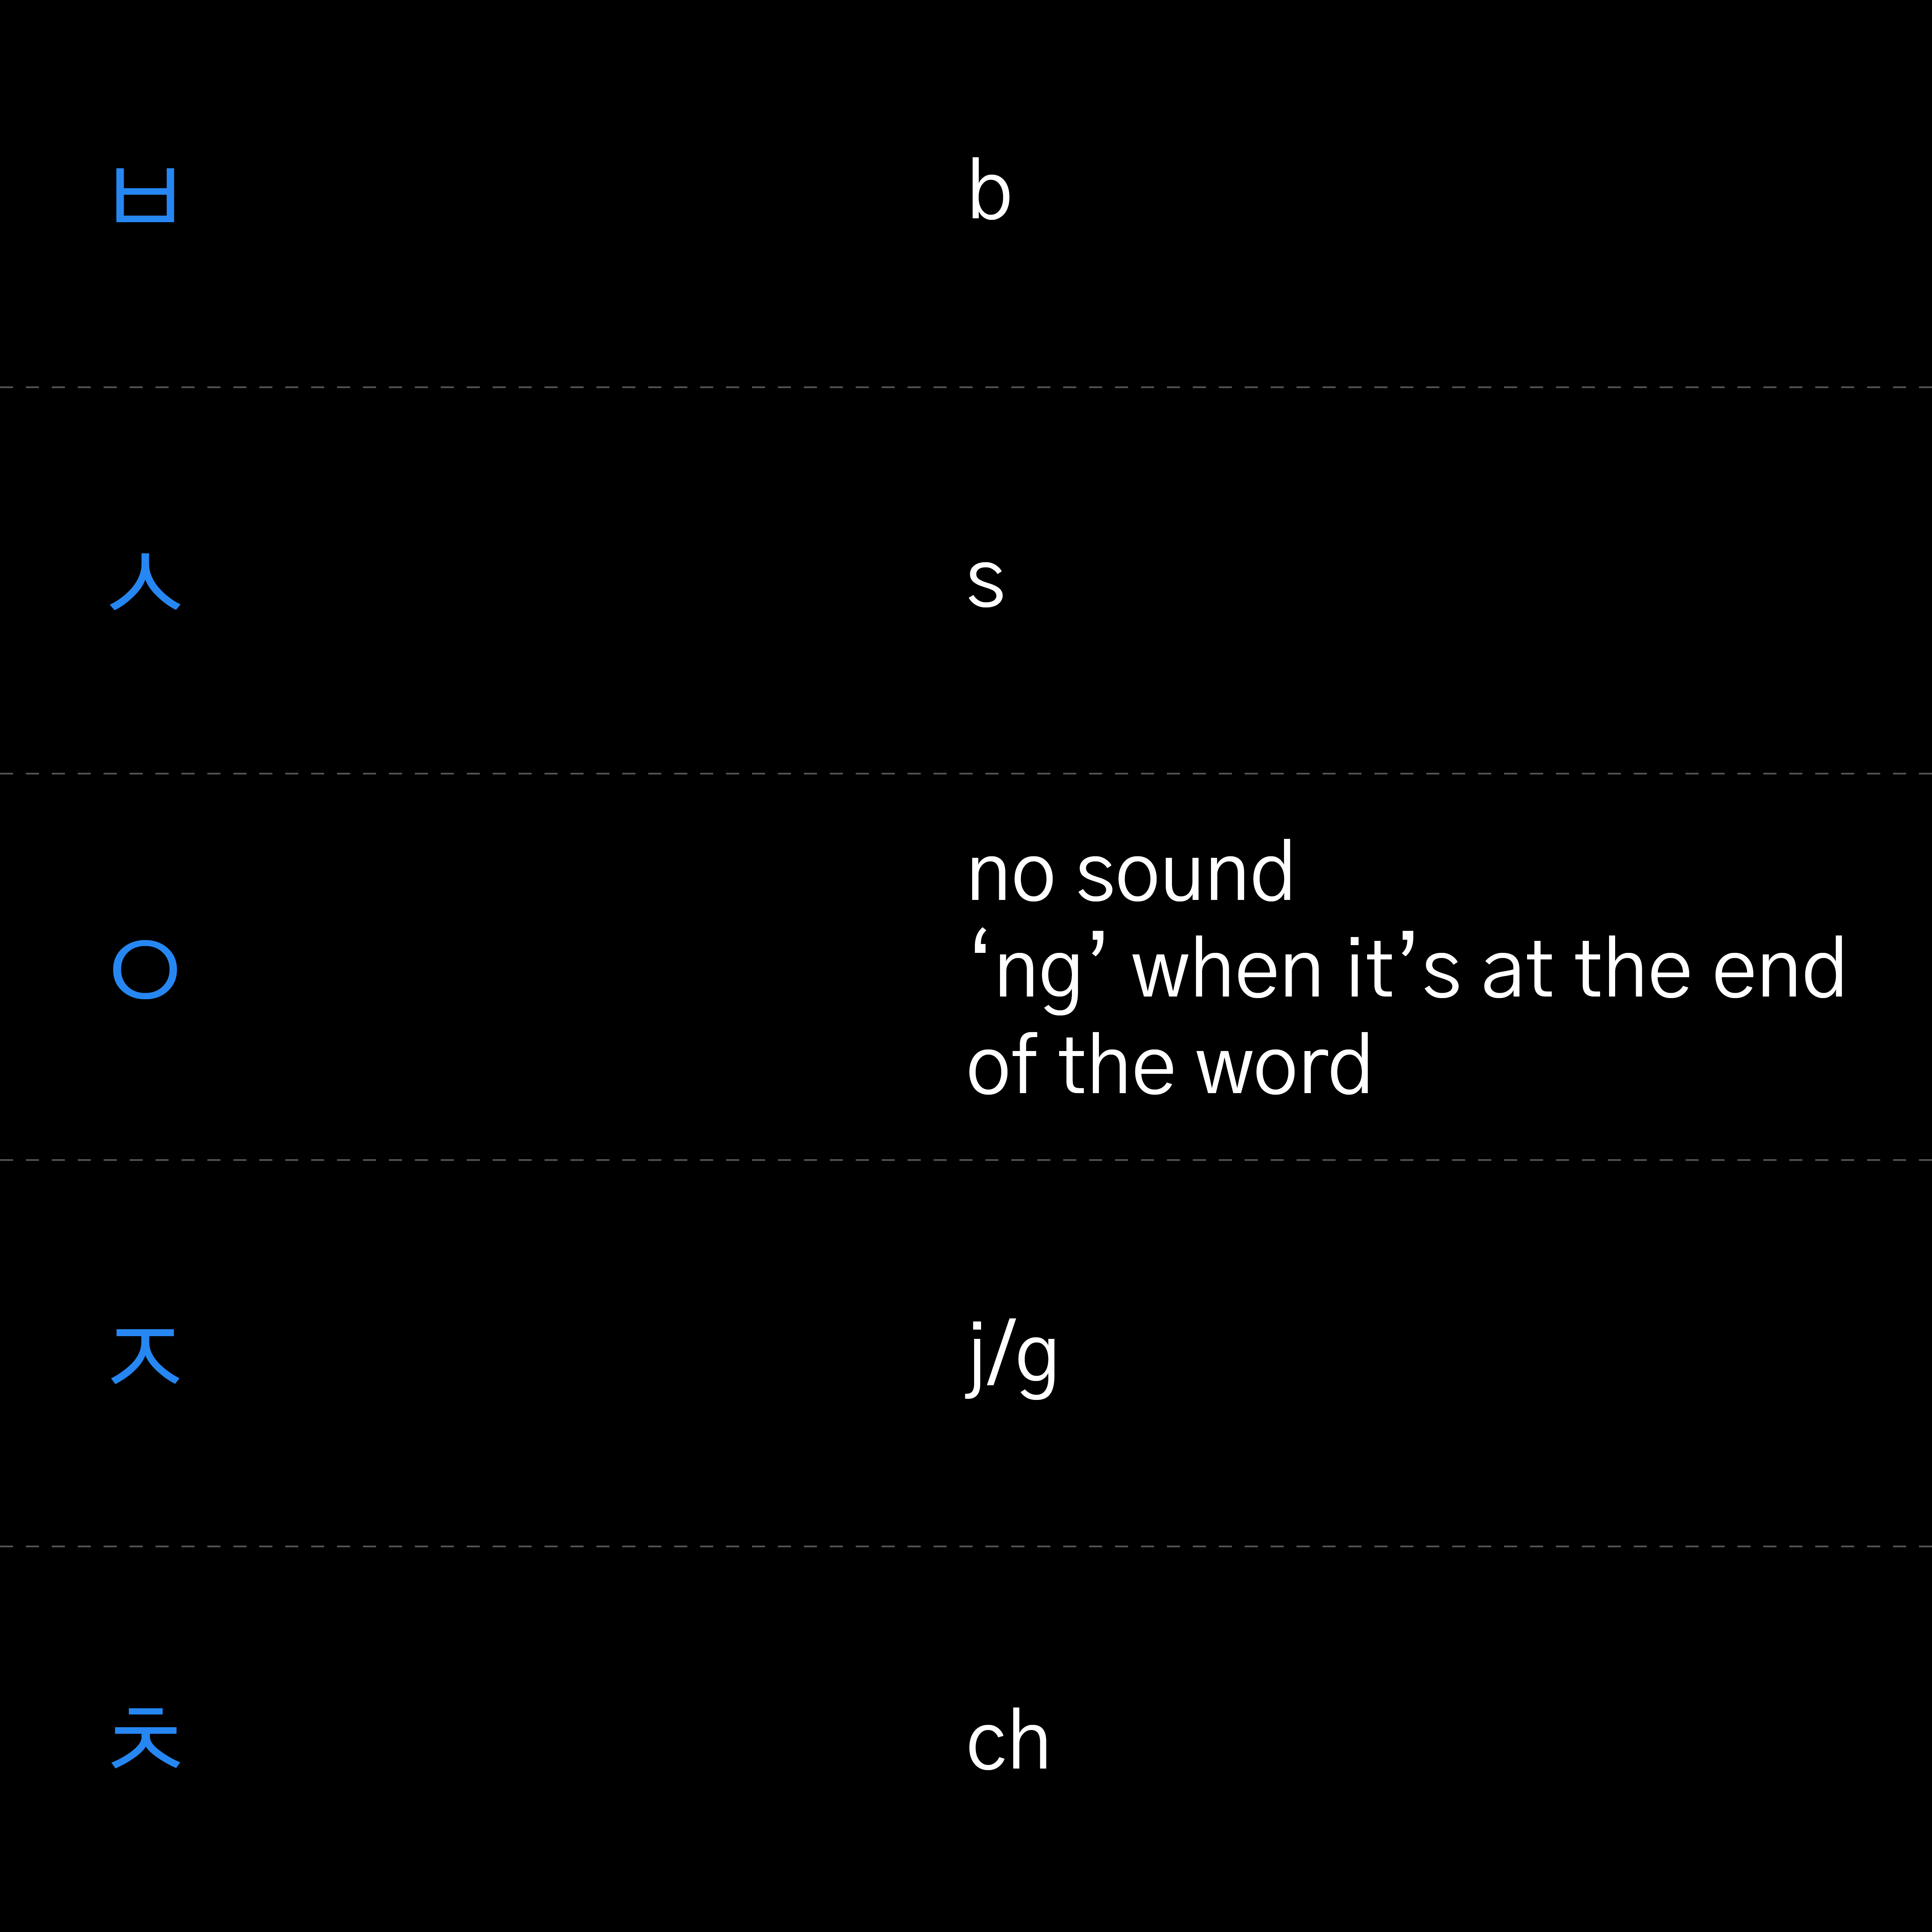 ㅂ b
ㅅ s
ㅇ no sound
‘ng’ when it’s at the end
of the word
ㅈ j/g
ㅊ ch